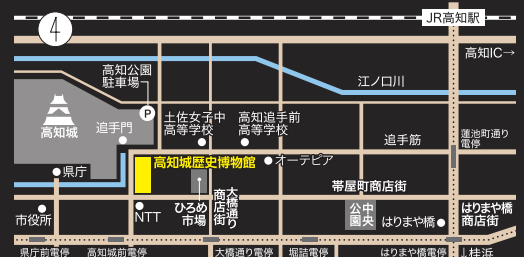 ④
JR高知駅
高知IC→
高知公園
駐車場
江ノ口川
P
土佐女子中
高等学校
高知追手前
高等学校
高知城
追手門
追手筋
蓮池町通り
電停
高知城歴史博物館
オーテピア
県庁
帯屋町商店街
大橋通り
商店街
ひろめ
市場
中央
公園
市役所
NTT
はりまや橋
はりまや町
商店街
県庁前電停
高知城前電停
大橋通り電停
堀詰電停
はりまや橋電停
↓桂浜